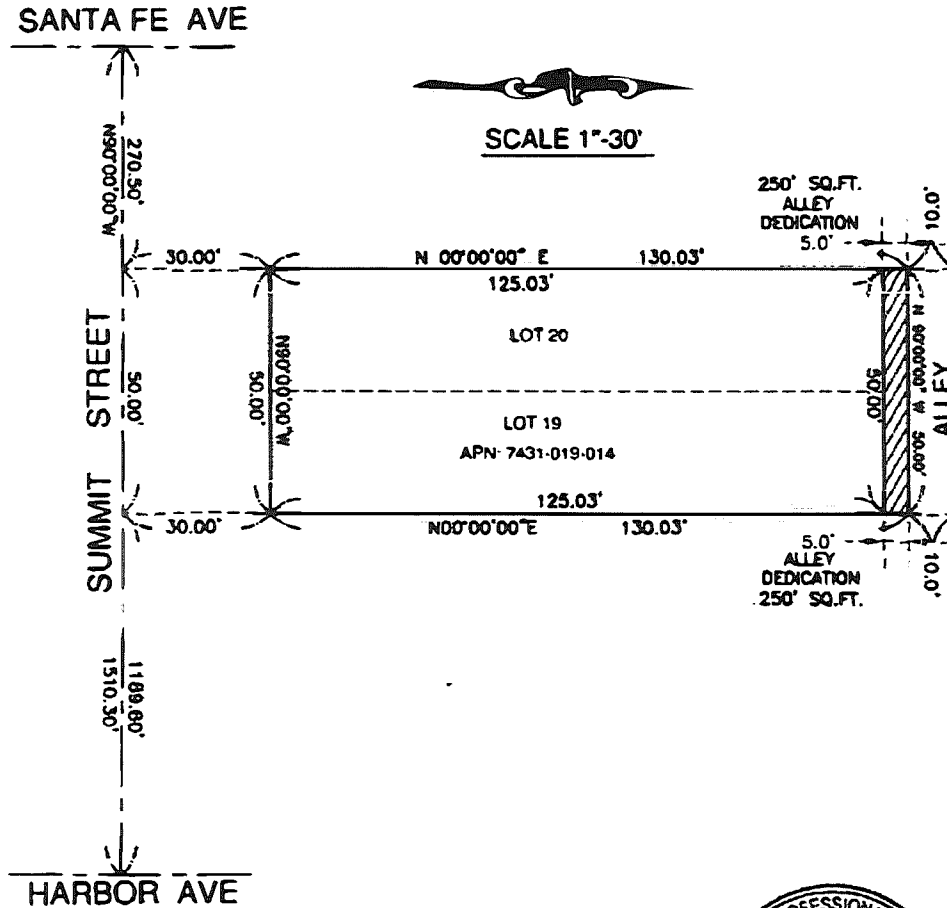 SANTA FE AVE
SCALE 1"-30'
270.50'
N90°00'00"W
250' SQ.FT.
ALLEY
DEDICATION
5.0'
10.0'
30.00'
N 00°00'00" E 130.03'
125.03'
LOT 20
SUMMIT STREET
50.00'
N90°00'00"W
50.00'
50.00'
N 90°00'00" W 50.00'
ALLEY
LOT 19
APN- 7431-019-014
125.03'
30.00'
N00°00'00"E 130.03'
5.0'
ALLEY
DEDICATION
250' SQ.FT.
10.0'
1189.80'
1510.30'
HARBOR AVE